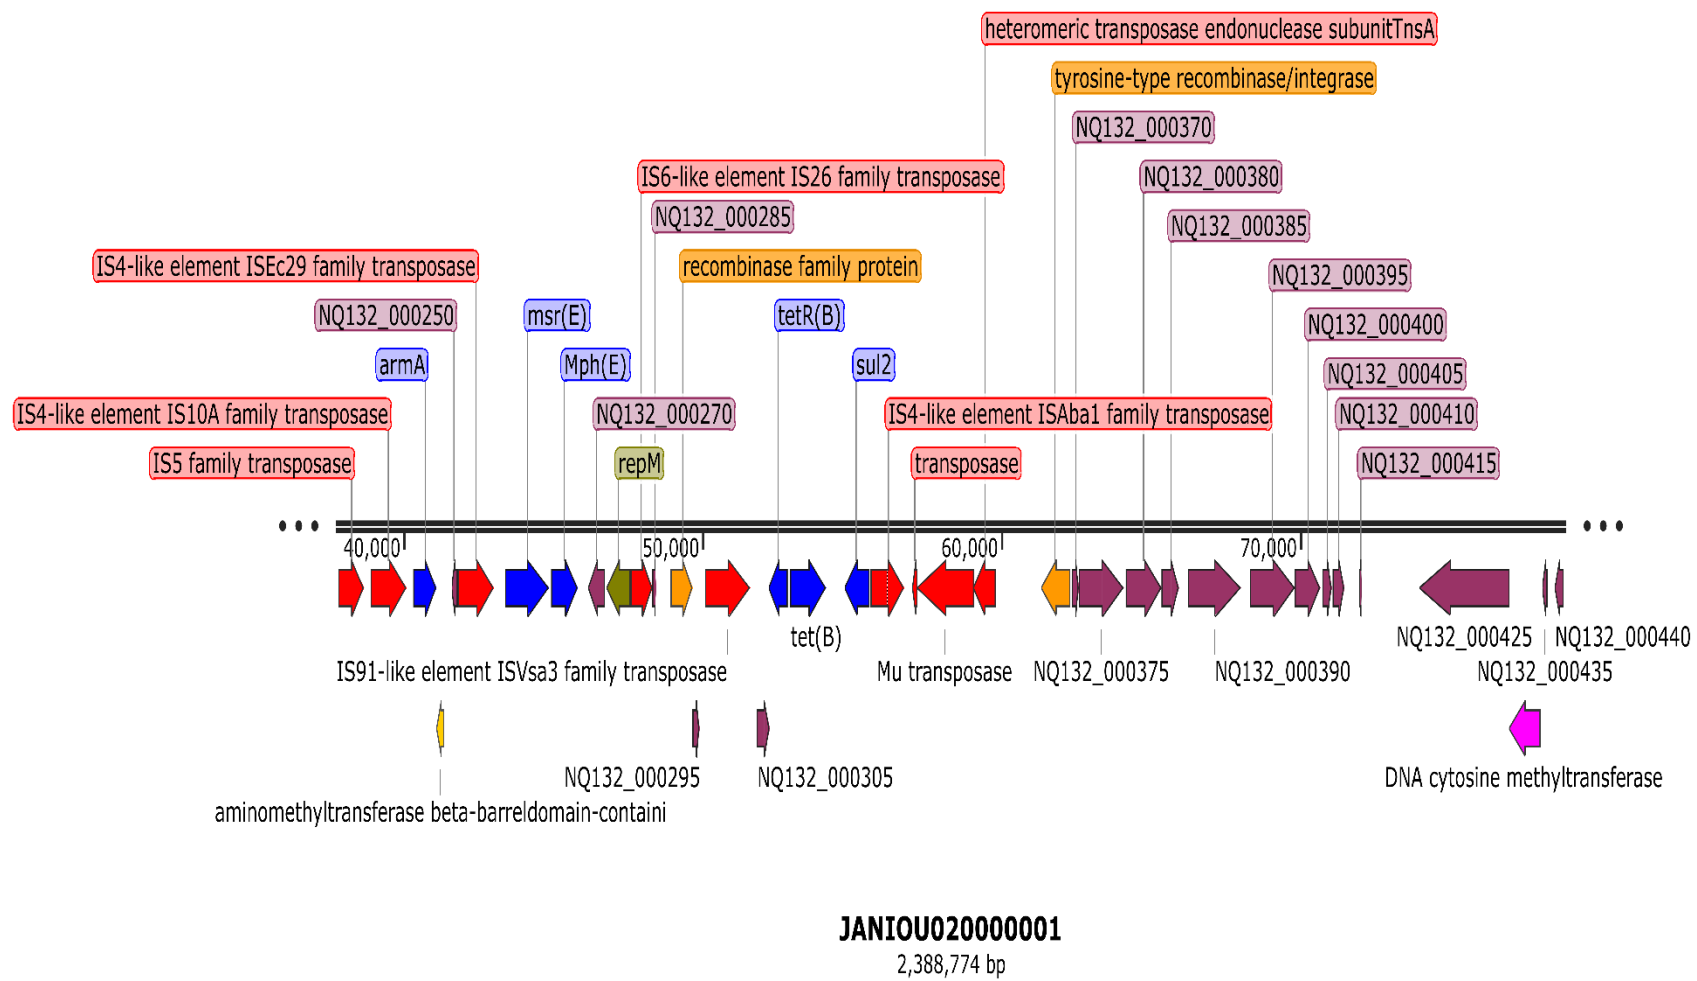 heteromeric transposase endonuclease subunitTnsA
tyrosine-type recombinase/integrase
NQ132_000370
IS6-like element IS26 family transposase
NQ132_000380
NQ132_000285
NQ132_000385
IS4-like element ISEc29 family transposase
recombinase family protein
NQ132_000395
NQ132_000250
msr(E)
tetR(B)
NQ132_000400
armA
Mph(E)
sul2
NQ132_000405
IS4-like element IS10A family transposase
NQ132_000270
IS4-like element ISAba1 family transposase
NQ132_000410
IS5 family transposase
repM
transposase
NQ132_000415
40,000
50,000
60,000
70,000
tet(B)
NQ132_000425
NQ132_000440
IS91-like element ISVsa3 family transposase
Mu transposase
NQ132_000375
NQ132_000390
NQ132_000435
NQ132_000295
NQ132_000305
DNA cytosine methyltransferase
aminomethyltransferase beta-barreldomain-containi
JANIOU020000001
2,388,774 bp